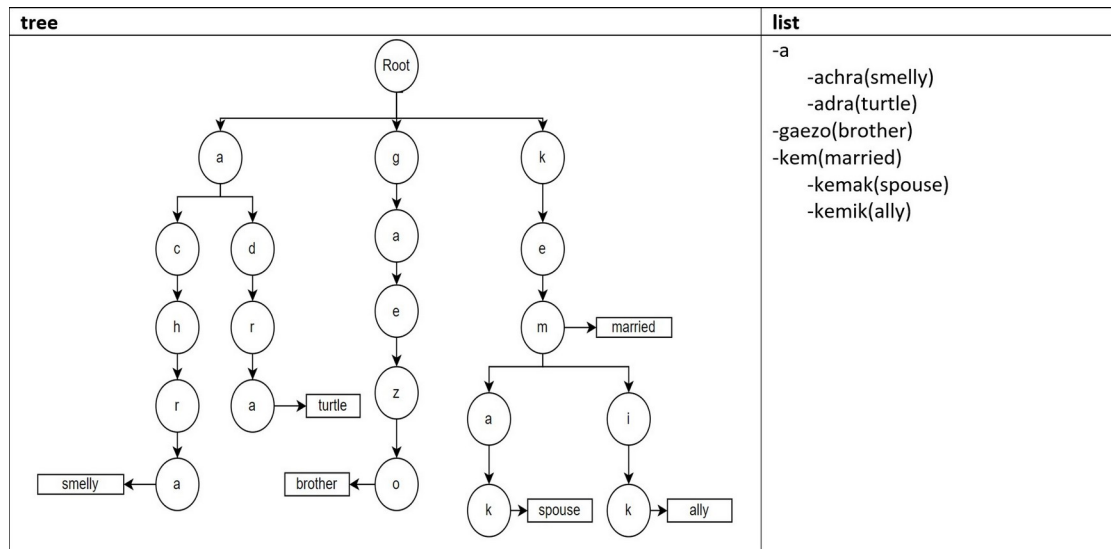 tree
list
Root
a
g
k
c
d
a
e
h
r
e
m
married
r
a
turtle
z
a
i
smelly
a
brother
o
k
spouse
k
ally
-a
-achra(smelly)
-adra(turtle)
-gaezo(brother)
-kem(married)
-kemak(spouse)
-kemik(ally)